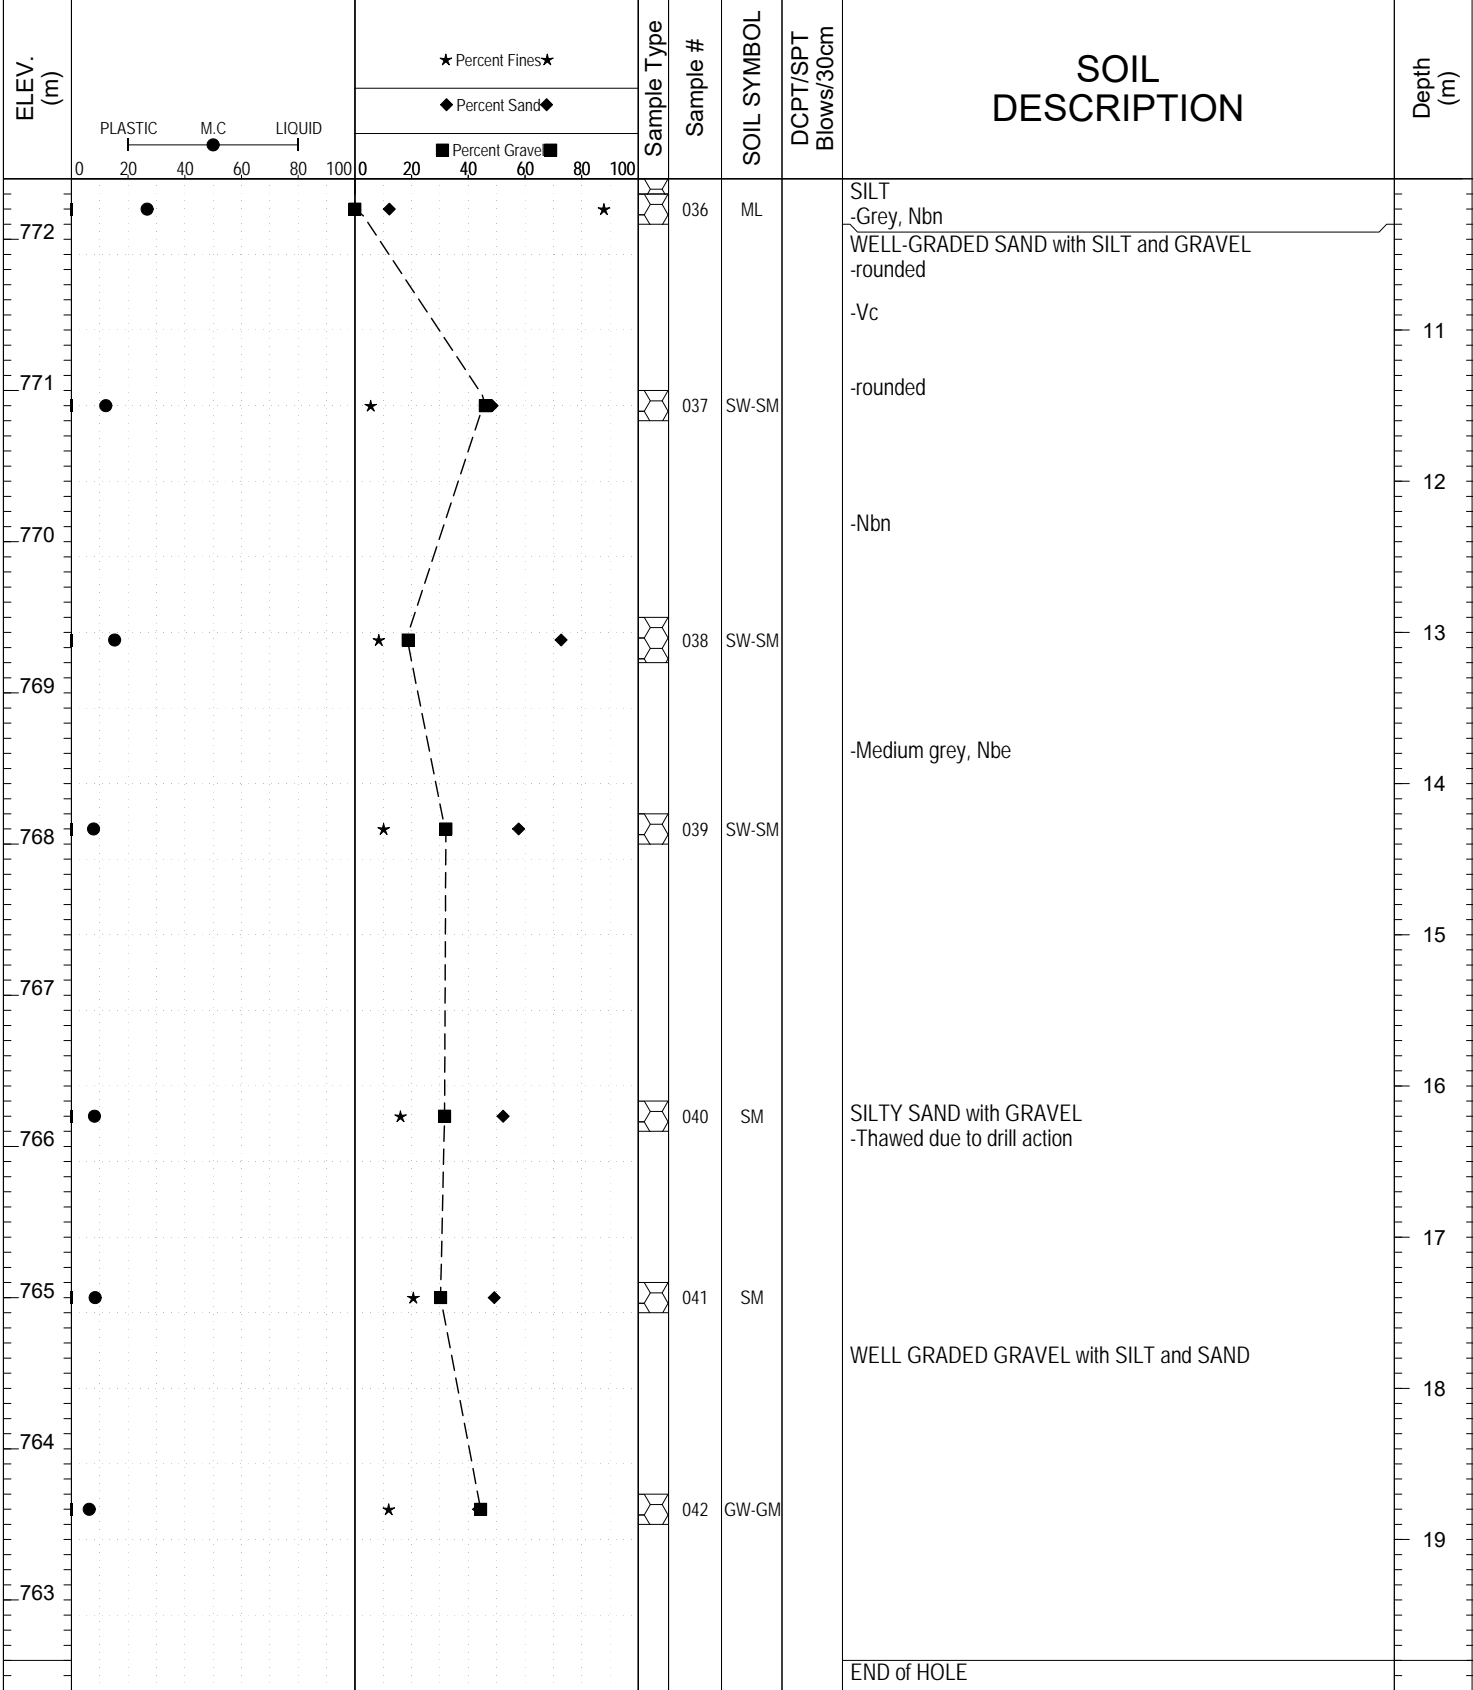 ELEV.
(m)
PLASTIC M.C LIQUID
0 20 40 60 80 100
★ Percent Fines★
◆ Percent Sand◆
■ Percent Gravel■
0 20 40 60 80 100
Sample Type
Sample #
SOIL SYMBOL
DCPT/SPT
Blows/30cm
SOIL
DESCRIPTION
Depth
(m)
036 ML SILT
-Grey, Nbn
772 WELL-GRADED SAND with SILT and GRAVEL
-rounded
-Vc
11
771 -rounded
037 SW-SM
12
770 -Nbn
038 SW-SM 13
769
-Medium grey, Nbe
14
768 039 SW-SM
15
767
16
040 SM SILTY SAND with GRAVEL
766 -Thawed due to drill action
17
765 041 SM
WELL GRADED GRAVEL with SILT and SAND
18
764
042 GW-GM
19
763
END of HOLE